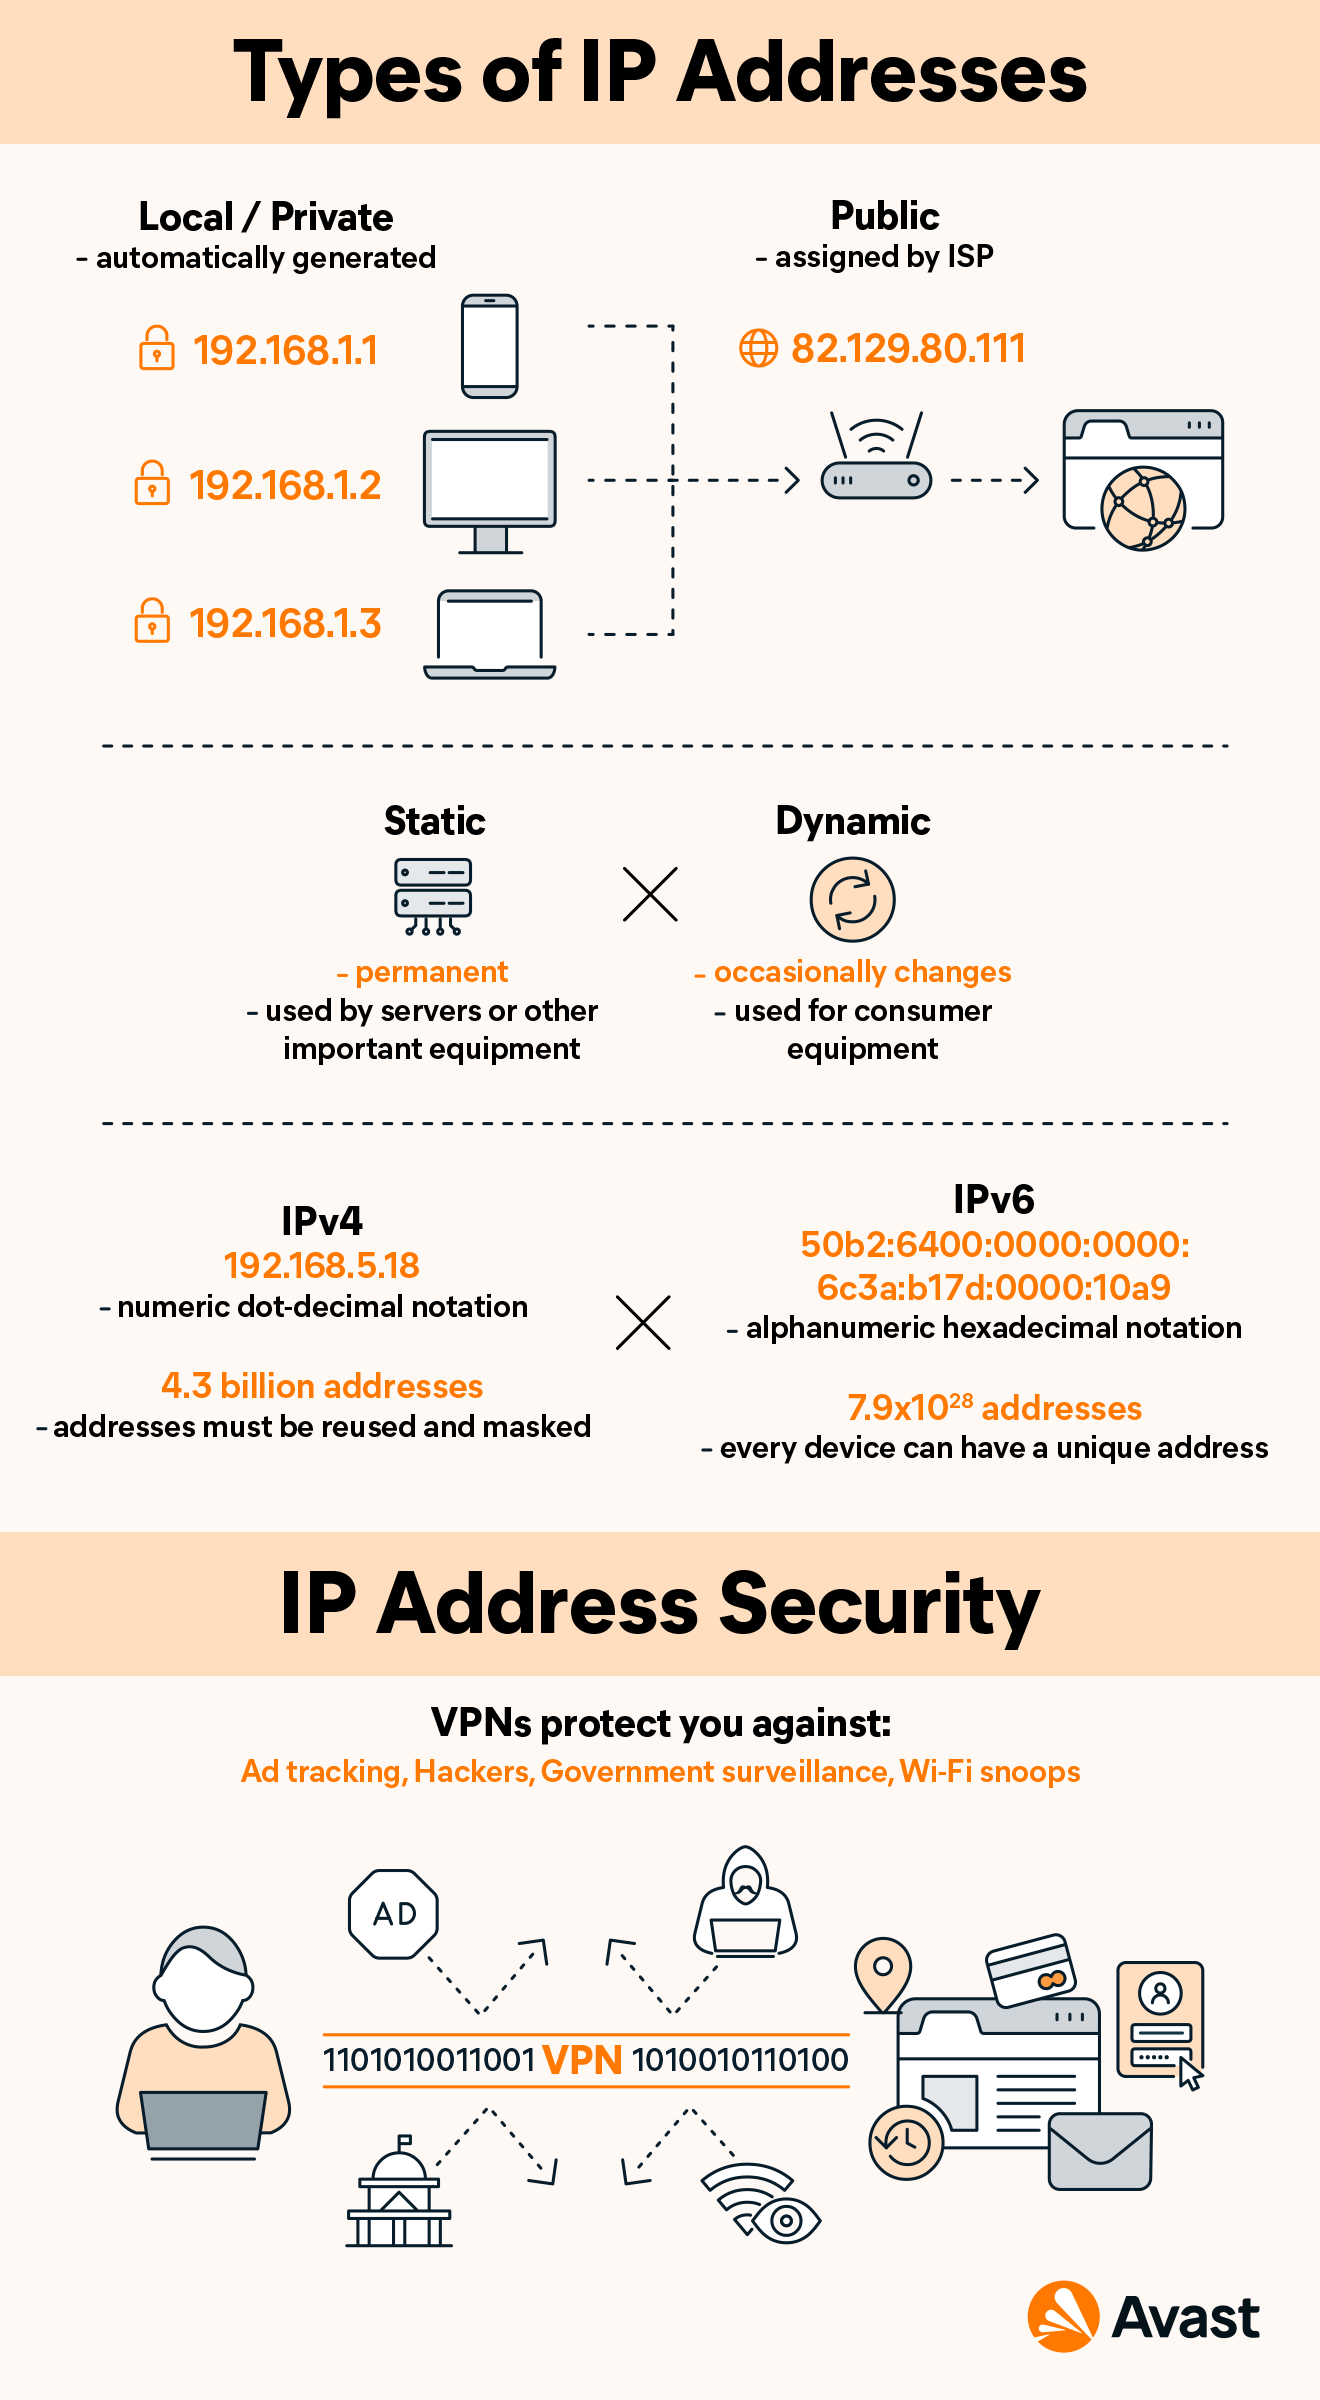 Types of IP Addresses
Local / Private
- automatically generated
192.168.1.1
192.168.1.2
192.168.1.3
Public
- assigned by ISP
82.129.80.111
Static
- permanent
- used by servers or other
important equipment
Dynamic
- occasionally changes
- used for consumer
equipment
IPv4
192.168.5.18
- numeric dot-decimal notation
4.3 billion addresses
- addresses must be reused and masked
IPv6
50b2:6400:0000:0000:
6c3a:b17d:0000:10a9
- alphanumeric hexadecimal notation
7.9x10²⁸ addresses
- every device can have a unique address
IP Address Security
VPNs protect you against:
Ad tracking, Hackers, Government surveillance, Wi-Fi snoops
AD
1101010011001 VPN 1010010110100
Avast